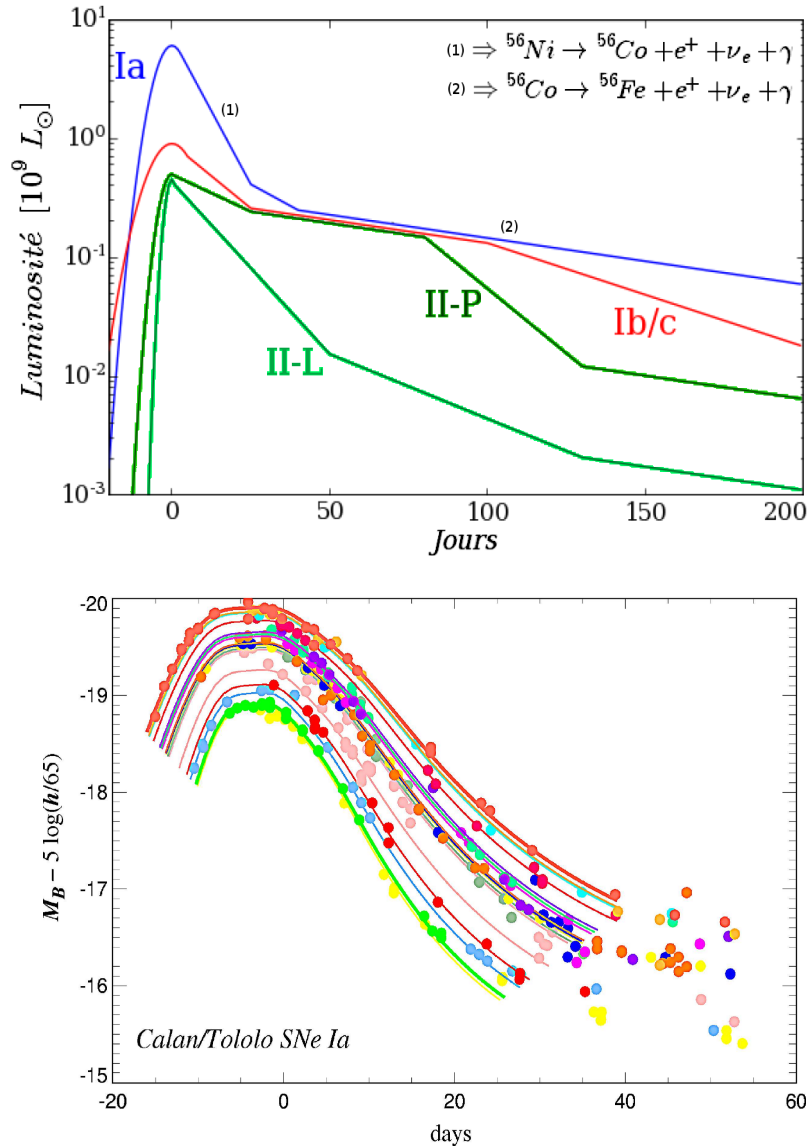 10¹
Ia
(1) ⇒ ⁵⁶Ni → ⁵⁶Co + e⁺ + νₑ + γ
(2) ⇒ ⁵⁶Co → ⁵⁶Fe + e⁺ + νₑ + γ
(1)
10⁰
(2)
10⁻¹
II-P
Ib/c
II-L
10⁻²
10⁻³
Luminosité [10⁹ L⊙]
0 50 100 150 200
Jours
-20
-19
-18
-17
-16
-15
M_B − 5 log(h/65)
Calan/Tololo SNe Ia
-20 0 20 40 60
days